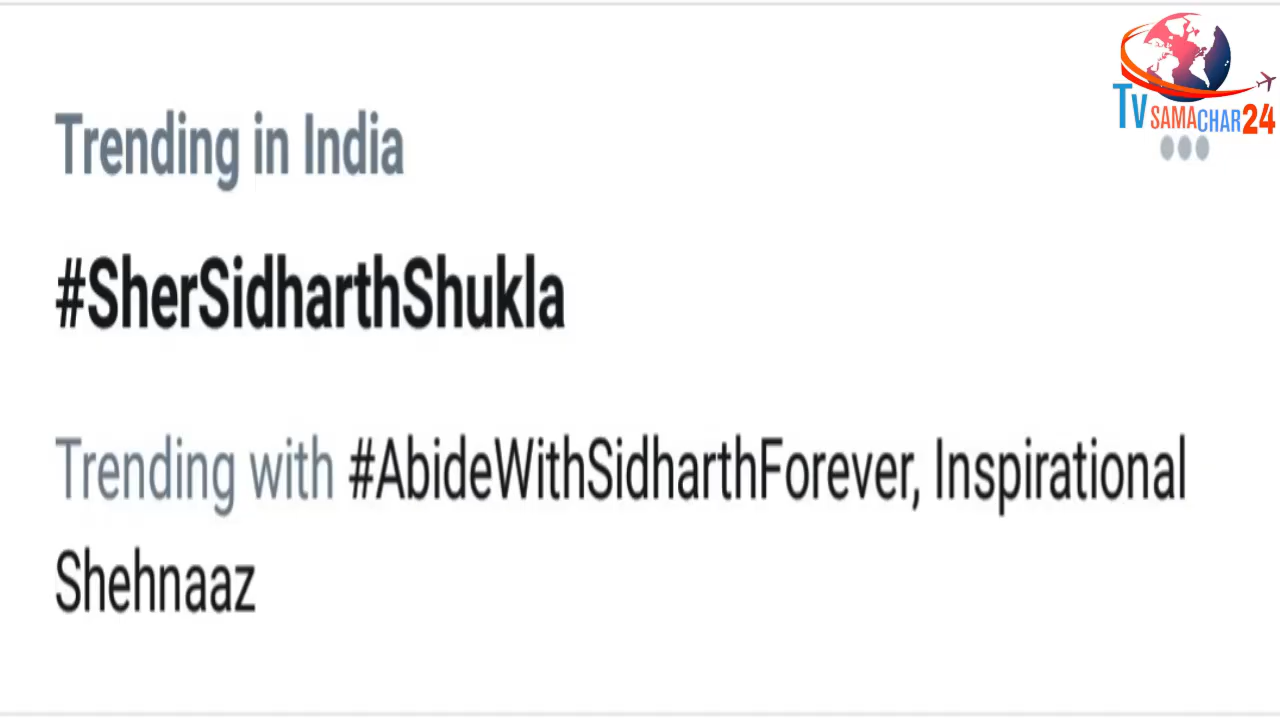 TV SAMACHAR24
Trending in India
#SherSidharthShukla
Trending with #AbideWithSidharthForever, Inspirational
Shehnaaz